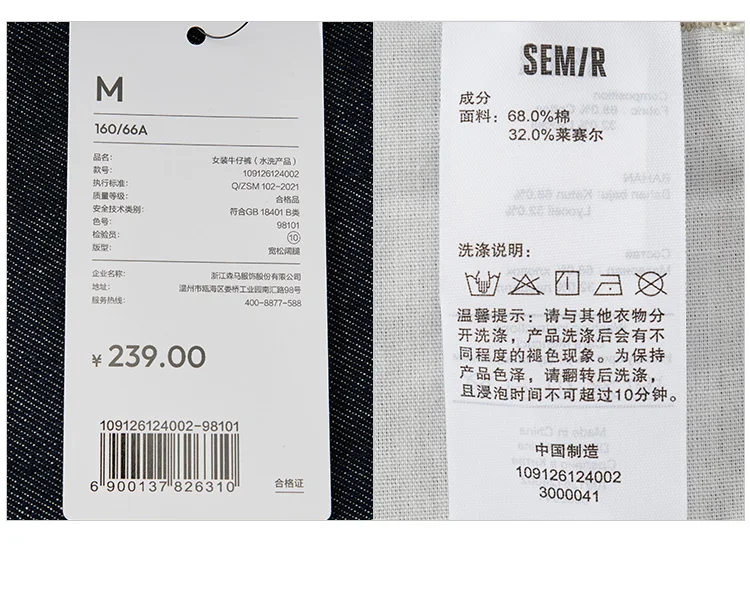 M
160/66A
品名: 女装牛仔裤（水洗产品）
款号: 109126124002
执行标准: Q/ZSM 102-2021
质量等级: 合格品
安全技术类别: 符合GB 18401 B类
色号: 98101
检验员: 10
版型: 宽松阔腿
企业名称: 浙江森马服饰股份有限公司
地址: 温州市瓯海区娄桥工业园南汇路98号
服务热线: 400-8877-588
¥ 239.00
109126124002-98101
6 900137 826310
合格证
SEM/R
成分
面料: 68.0%棉
32.0%莱赛尔
洗涤说明:
温馨提示: 请与其他衣物分
开洗涤, 产品洗涤后会有不
同程度的褪色现象。为保持
产品色泽, 请翻转后洗涤,
且浸泡时间不可超过10分钟。
中国制造
109126124002
3000041